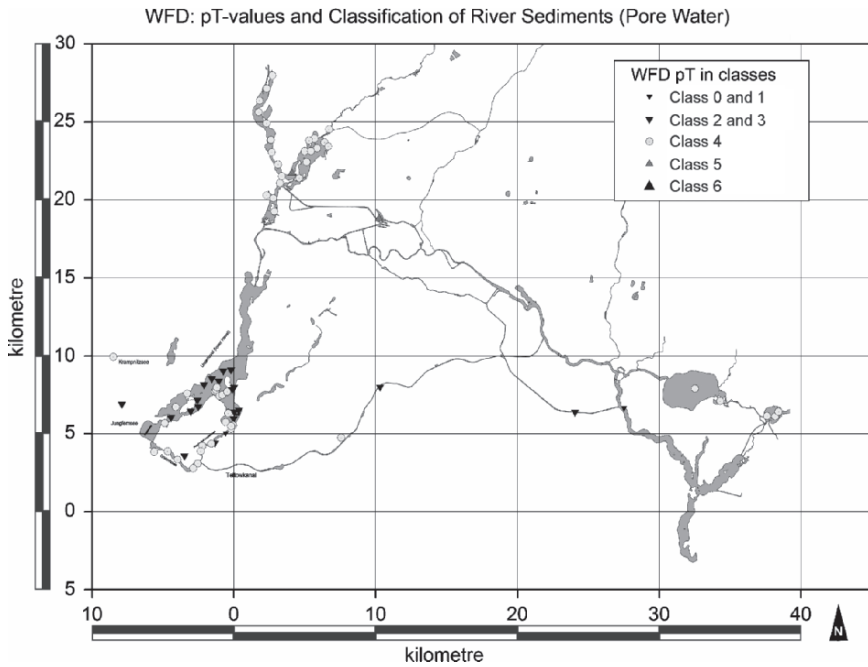 WFD: pT-values and Classification of River Sediments (Pore Water)
30
25
20
15
10
5
0
5
kilometre
WFD pT in classes
Class 0 and 1
Class 2 and 3
Class 4
Class 5
Class 6
Jungfernsee
Teltowkanal
10 0 10 20 30 40
kilometre
N